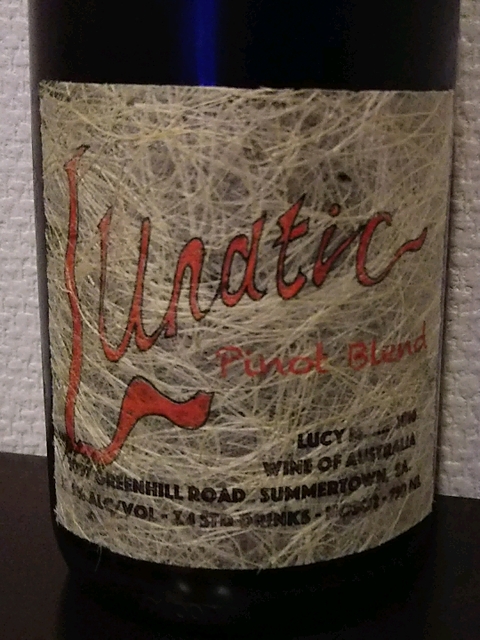 Lunatic
Pinot Blend
LUCY
WINE OF AUSTRALIA
GREENHILL ROAD SUMMERTOWN, SA.
ALC/VOL - 7.4 STD DRINKS -